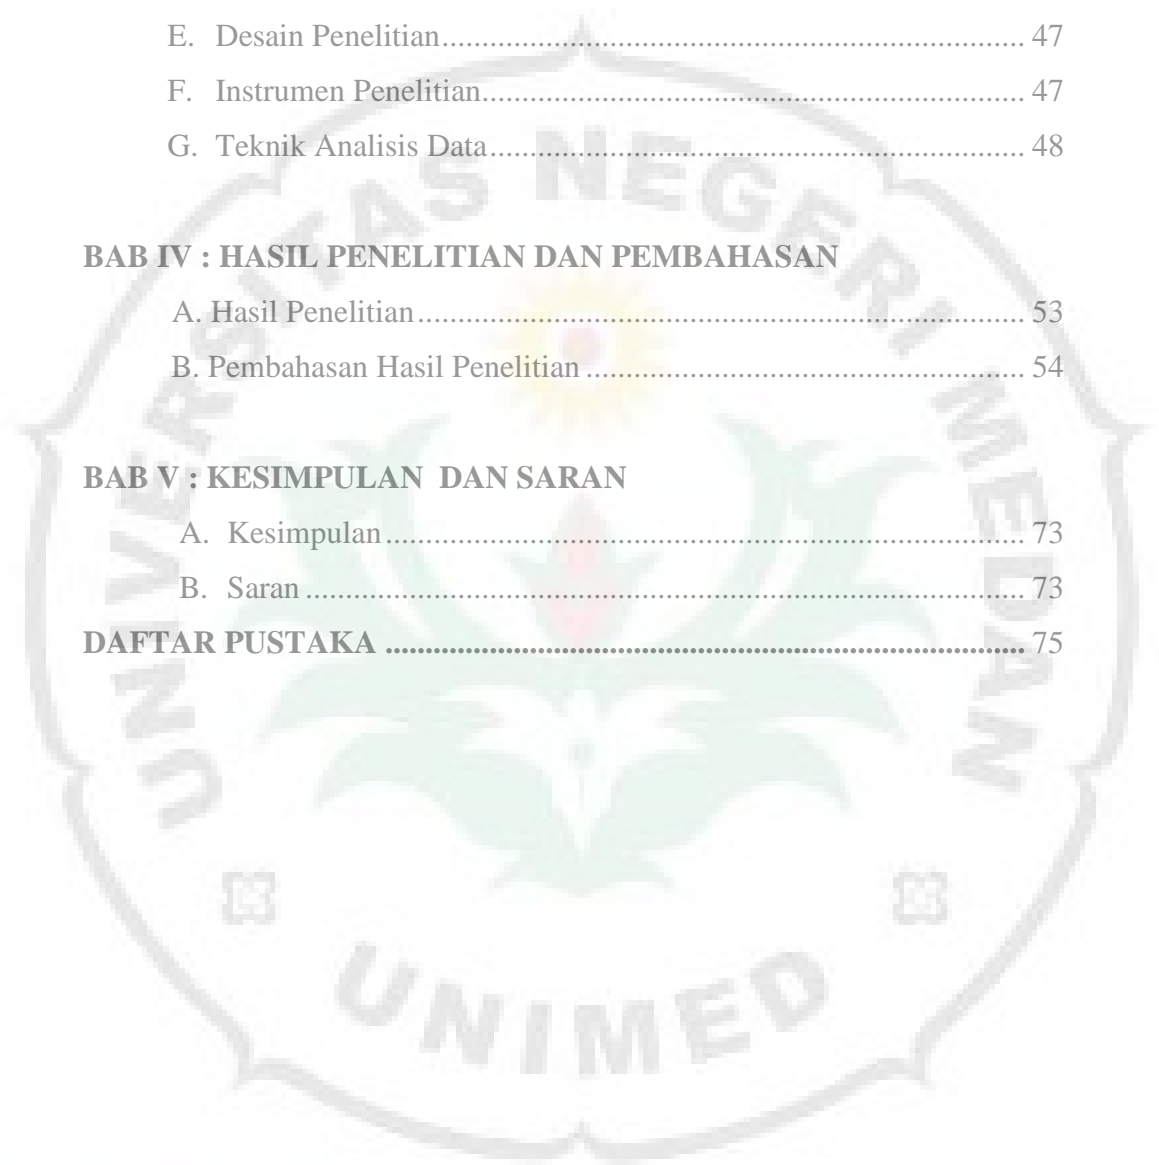 E. Desain Penelitian......................................................................... 47
F. Instrumen Penelitian.................................................................... 47
G. Teknik Analisis Data................................................................... 48
BAB IV : HASIL PENELITIAN DAN PEMBAHASAN
A. Hasil Penelitian............................................................................ 53
B. Pembahasan Hasil Penelitian....................................................... 54
BAB V : KESIMPULAN DAN SARAN
A. Kesimpulan................................................................................ 73
B. Saran.......................................................................................... 73
DAFTAR PUSTAKA ................................................................................ 75
UNIVERSITAS NEGERI MEDAN
UNIMED